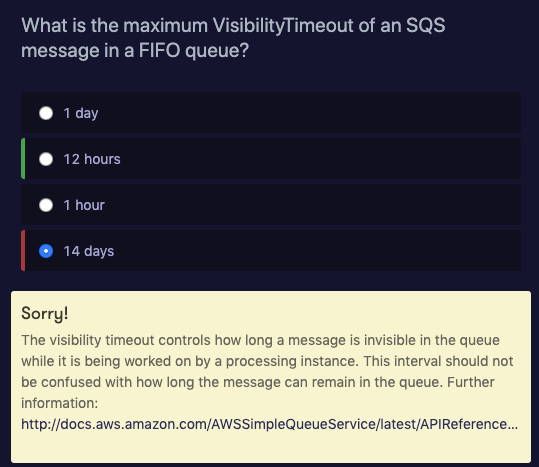 What is the maximum VisibilityTimeout of an SQS
message in a FIFO queue?
1 day
12 hours
1 hour
14 days
Sorry!
The visibility timeout controls how long a message is invisible in the queue
while it is being worked on by a processing instance. This interval should not
be confused with how long the message can remain in the queue. Further
information:
http://docs.aws.amazon.com/AWSSimpleQueueService/latest/APIReference...